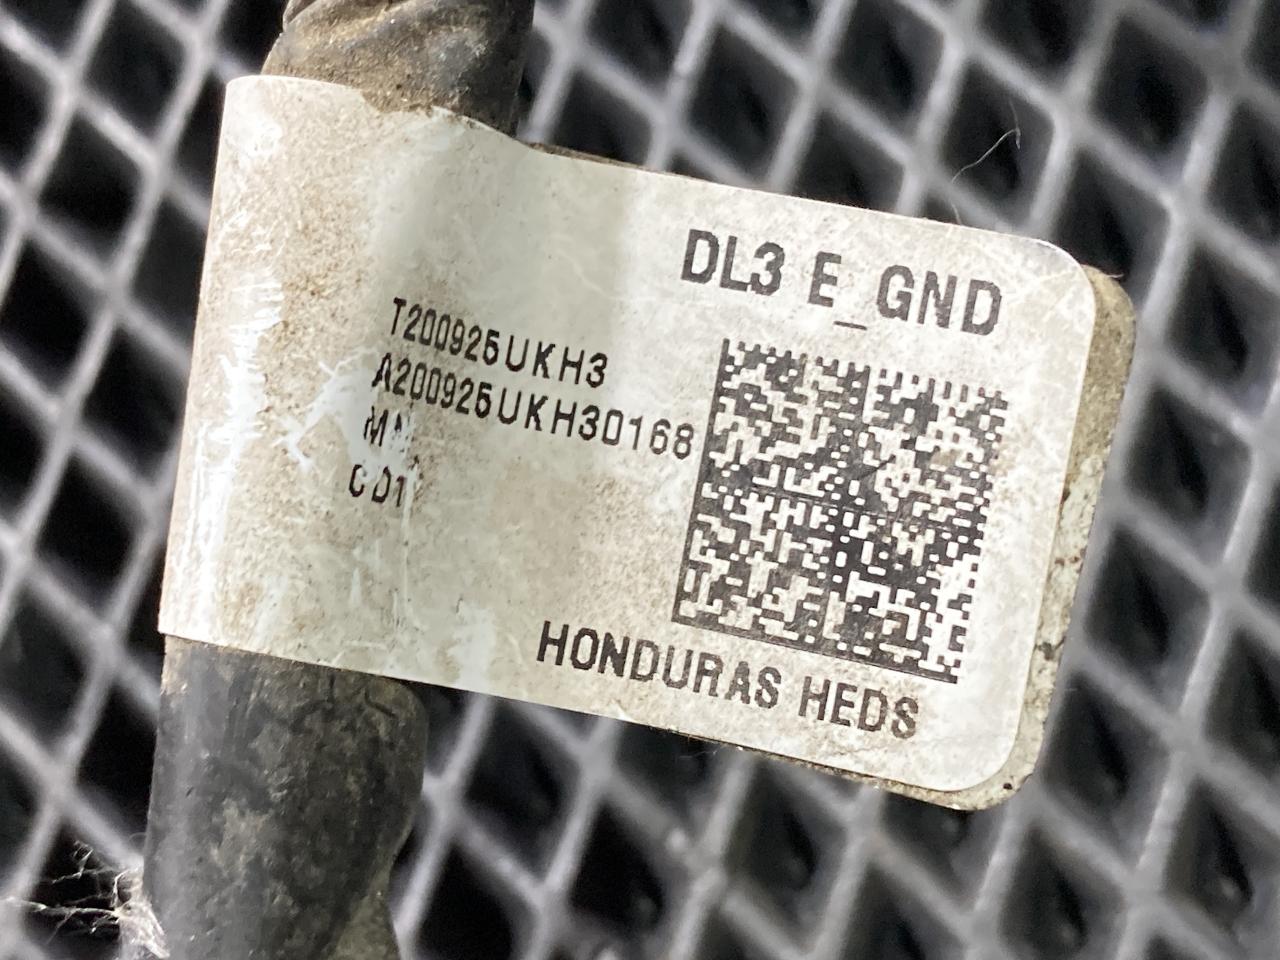 DL3 E_GND
T200925UKH3
A200925UKH30168
CD1
HONDURAS HEDS